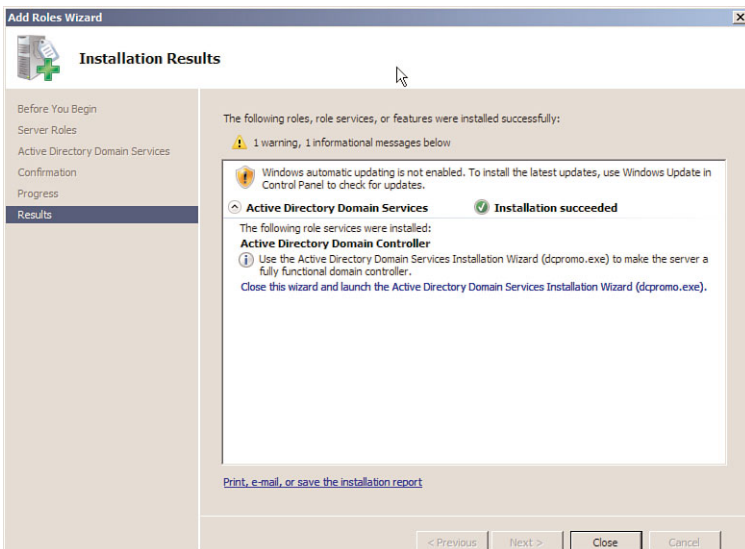 Add Roles Wizard
Installation Results
Before You Begin
Server Roles
Active Directory Domain Services
Confirmation
Progress
Results
The following roles, role services, or features were installed successfully:
1 warning, 1 informational messages below
Windows automatic updating is not enabled. To install the latest updates, use Windows Update in
Control Panel to check for updates.
Active Directory Domain Services Installation succeeded
The following role services were installed:
Active Directory Domain Controller
Use the Active Directory Domain Services Installation Wizard (dcpromo.exe) to make the server a
fully functional domain controller.
Close this wizard and launch the Active Directory Domain Services Installation Wizard (dcpromo.exe).
Print, e-mail, or save the installation report
< Previous Next > Close Cancel